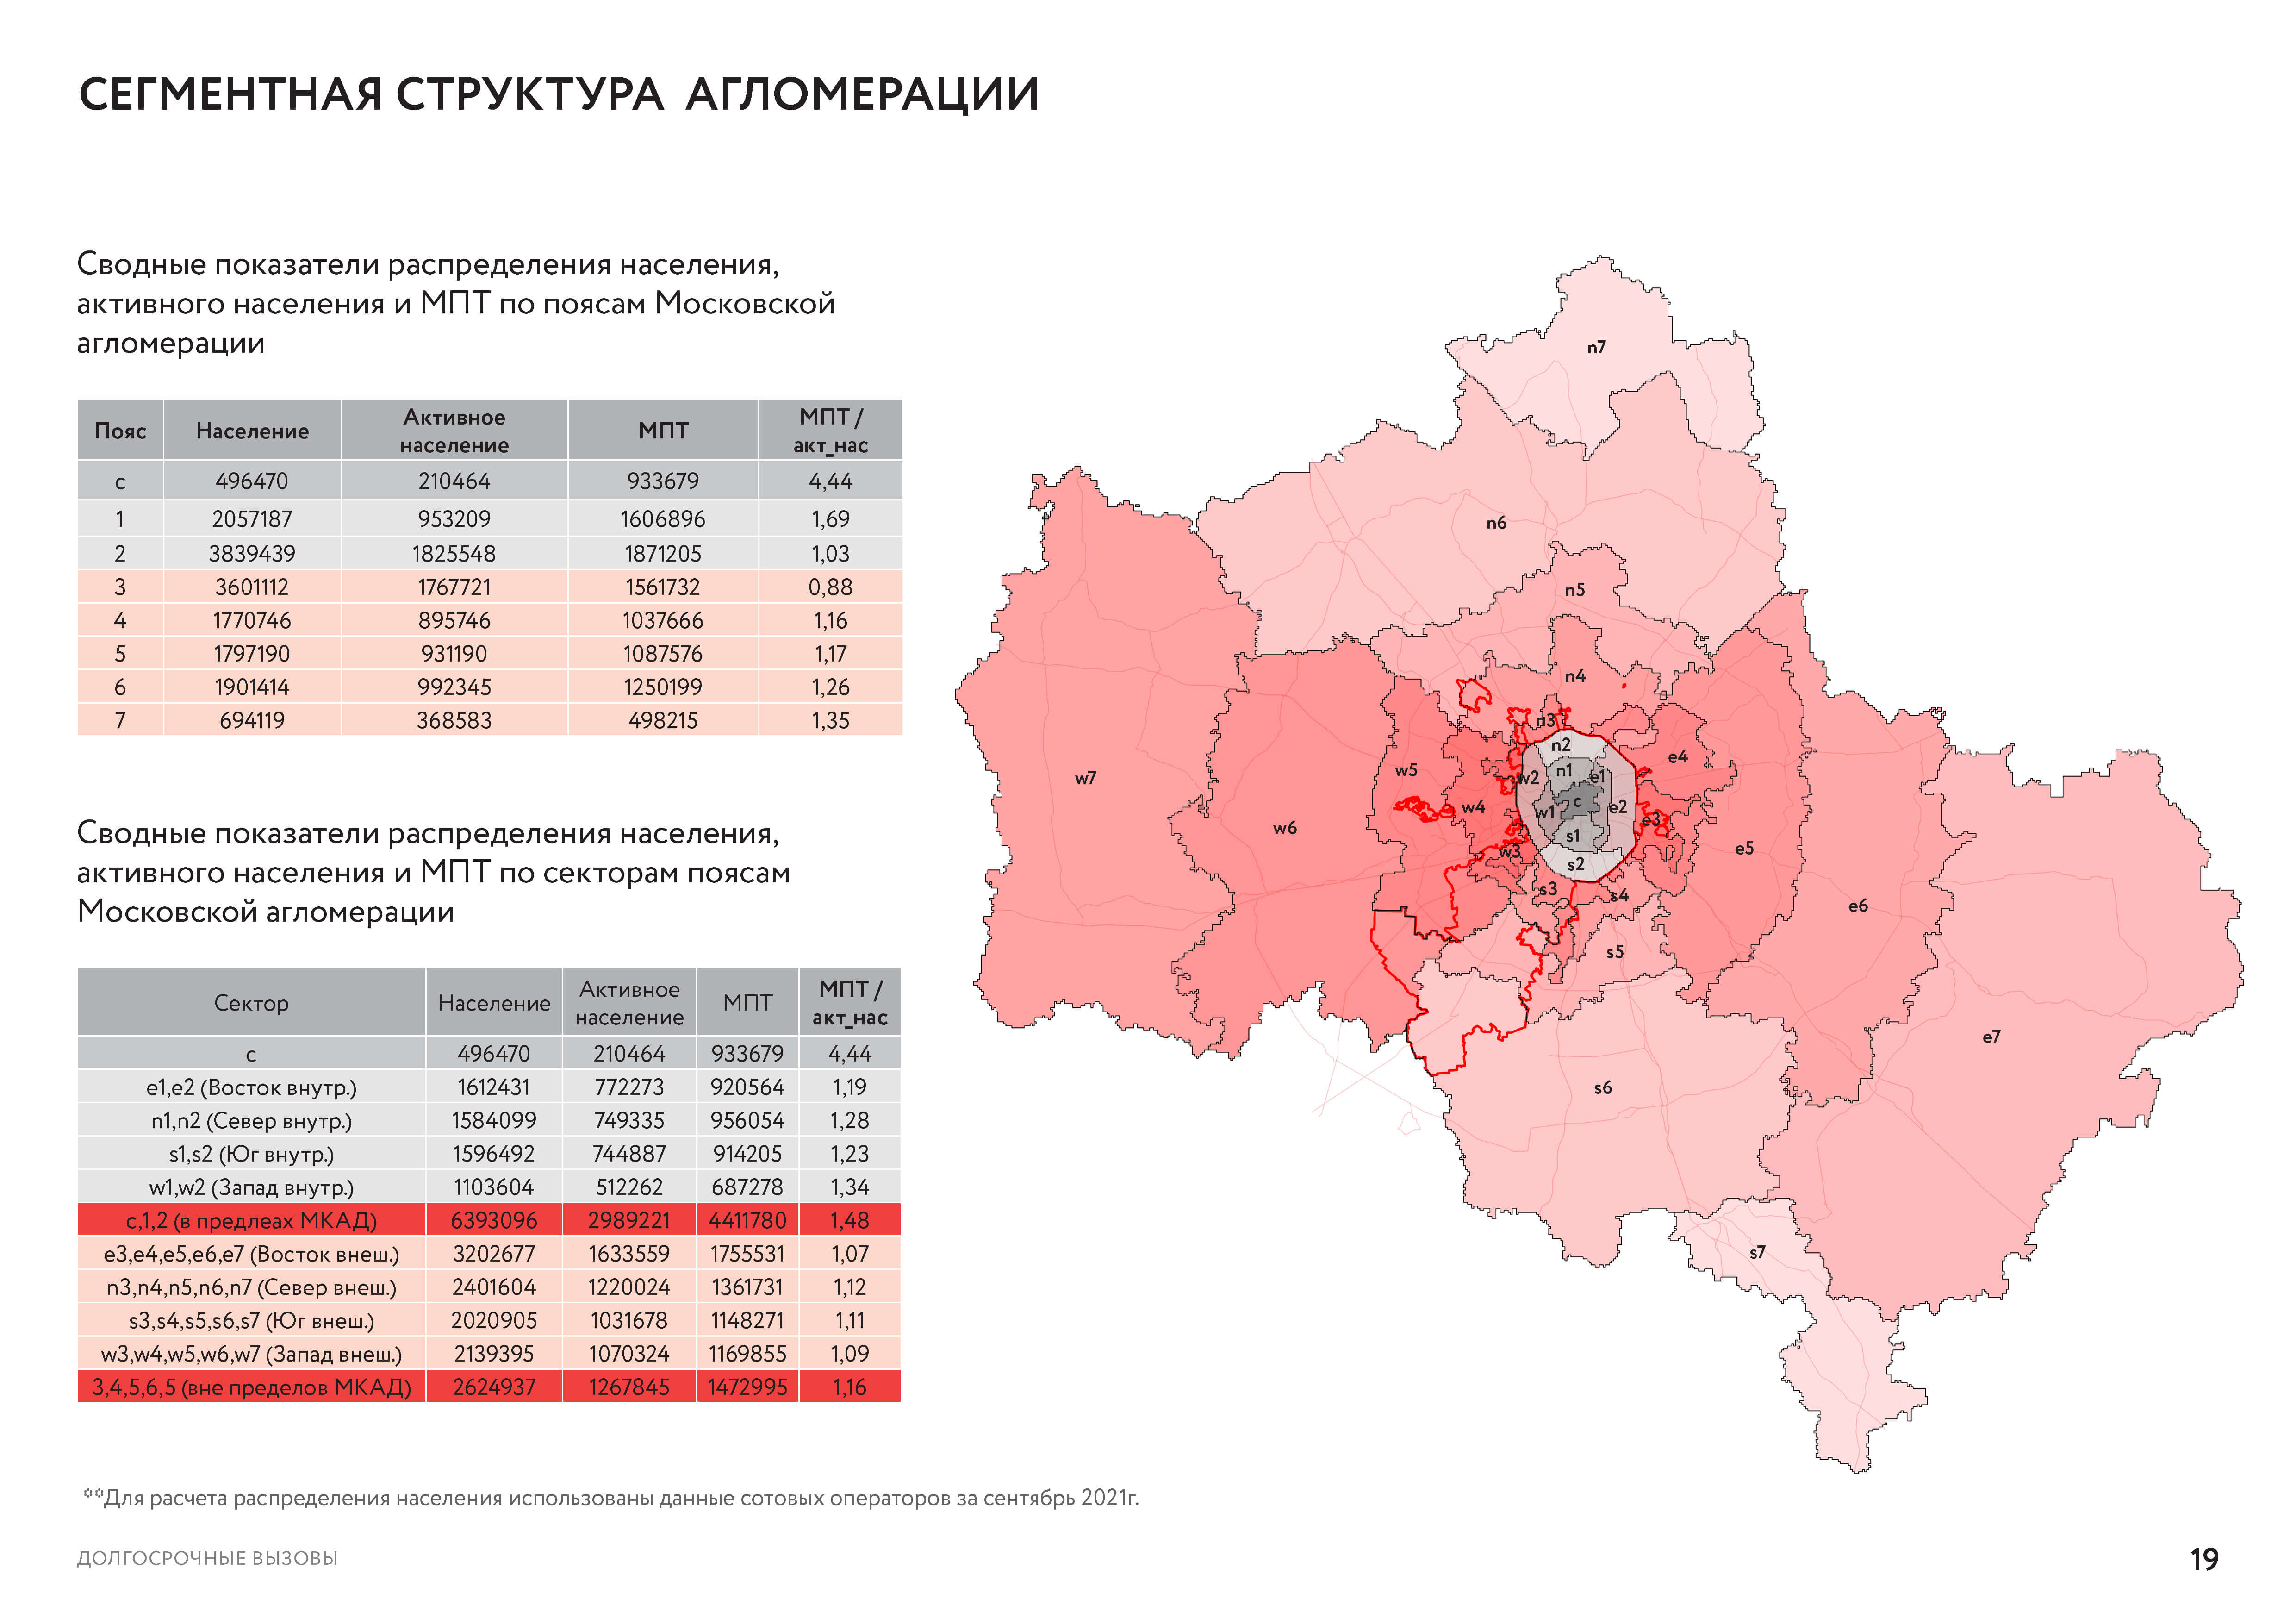 СЕГМЕНТНАЯ СТРУКТУРА АГЛОМЕРАЦИИ
Сводные показатели распределения населения,
активного населения и МПТ по поясам Московской
агломерации
Пояс Население Активное население МПТ МПТ / акт_нас
с 496470 210464 933679 4,44
1 2057187 953209 1606896 1,69
2 3839439 1825548 1871205 1,03
3 3601112 1767721 1561732 0,88
4 1770746 895746 1037666 1,16
5 1797190 931190 1087576 1,17
6 1901414 992345 1250199 1,26
7 694119 368583 498215 1,35
Сводные показатели распределения населения,
активного населения и МПТ по секторам поясам
Московской агломерации
Сектор Население Активное население МПТ МПТ / акт_нас
с 496470 210464 933679 4,44
e1,e2 (Восток внутр.) 1612431 772273 920564 1,19
n1,n2 (Север внутр.) 1584099 749335 956054 1,28
s1,s2 (Юг внутр.) 1596492 744887 914205 1,23
w1,w2 (Запад внутр.) 1103604 512262 687278 1,34
с,1,2 (в предлеах МКАД) 6393096 2989221 4411780 1,48
e3,e4,e5,e6,e7 (Восток внеш.) 3202677 1633559 1755531 1,07
n3,n4,n5,n6,n7 (Север внеш.) 2401604 1220024 1361731 1,12
s3,s4,s5,s6,s7 (Юг внеш.) 2020905 1031678 1148271 1,11
w3,w4,w5,w6,w7 (Запад внеш.) 2139395 1070324 1169855 1,09
3,4,5,6,5 (вне пределов МКАД) 2624937 1267845 1472995 1,16
n7
n6
n5
n4
n3
n2
n1
e1
w2
w1
c
e2
s1
s2
e3
e4
w3
w4
w5
w6
w7
s3
s4
s5
e5
e6
e7
s6
s7
**Для расчета распределения населения использованы данные сотовых операторов за сентябрь 2021г.
ДОЛГОСРОЧНЫЕ ВЫЗОВЫ
19